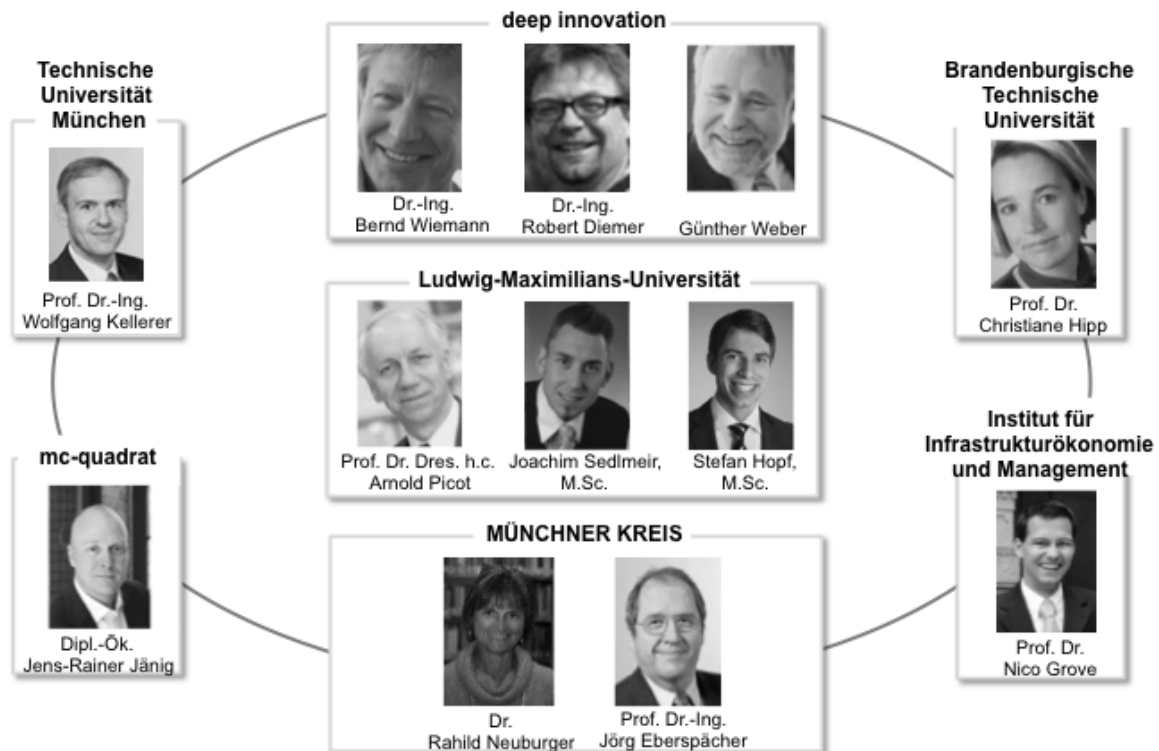 deep innovation
Dr.-Ing.
Bernd Wiemann
Dr.-Ing.
Robert Diemer
Günther Weber
Technische
Universität
München
Prof. Dr.-Ing.
Wolfgang Kellerer
Brandenburgische
Technische
Universität
Prof. Dr.
Christiane Hipp
Ludwig-Maximilians-Universität
Prof. Dr. Dres. h.c.
Arnold Picot
Joachim Sedlmeir,
M.Sc.
Stefan Hopf,
M.Sc.
mc-quadrat
Dipl.-Ök.
Jens-Rainer Jänig
Institut für
Infrastrukturökonomie
und Management
Prof. Dr.
Nico Grove
MÜNCHNER KREIS
Dr.
Rahild Neuburger
Prof. Dr.-Ing.
Jörg Eberspächer